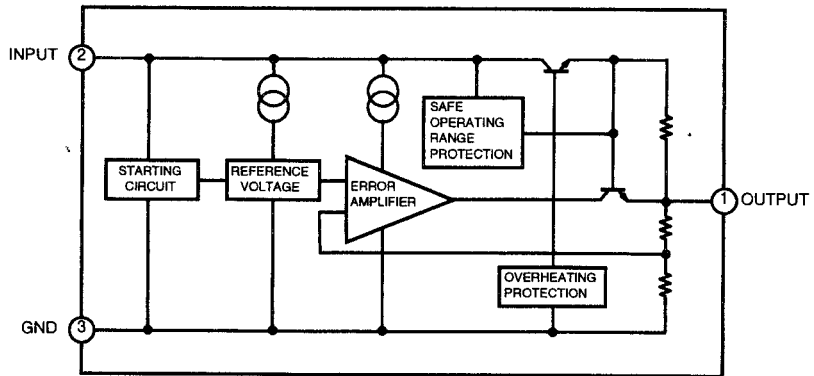 INPUT
2
SAFE
OPERATING
RANGE
PROTECTION
STARTING
CIRCUIT
REFERENCE
VOLTAGE
ERROR
AMPLIFIER
1
OUTPUT
OVERHEATING
PROTECTION
GND
3